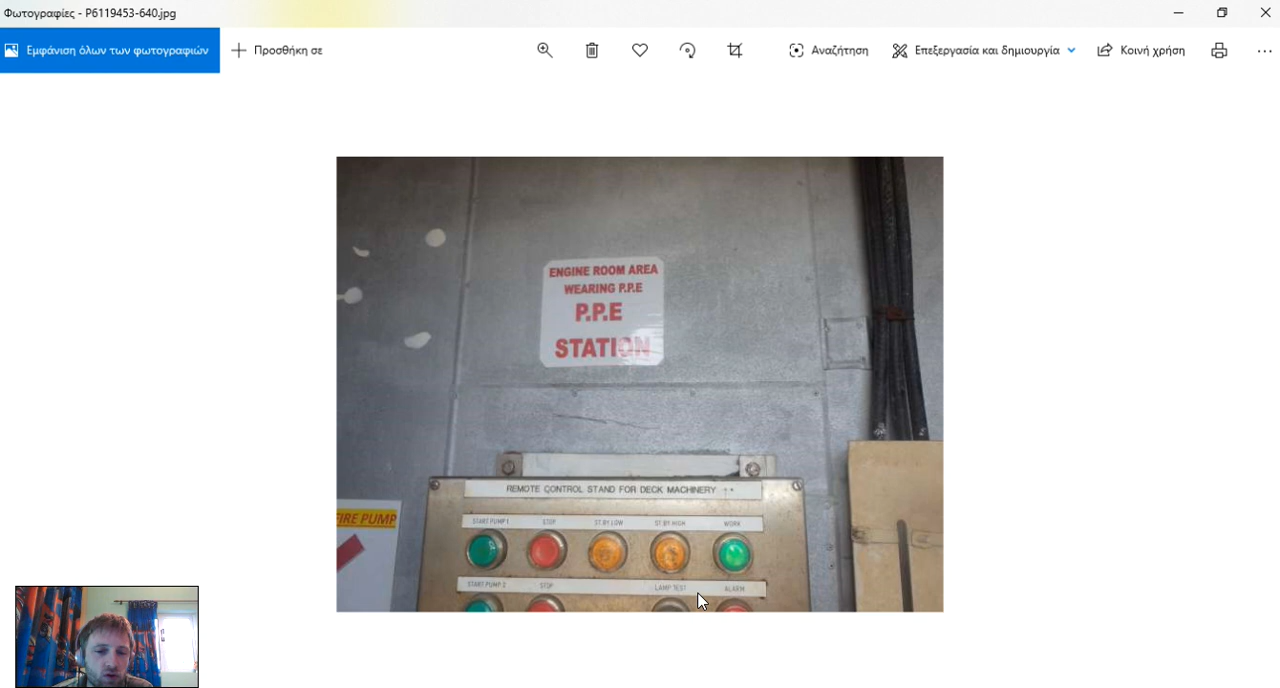 Φωτογραφίες - P6119453-640.jpg
Εμφάνιση όλων των φωτογραφιών
Προσθήκη σε
Αναζήτηση
Επεξεργασία και δημιουργία
Κοινή χρήση
ENGINE ROOM AREA
WEARING P.P.E
P.P.E
STATION
REMOTE CONTROL STAND FOR DECK MACHINERY
FIRE PUMP
START PUMP 1 STOP ST.BY LOW ST.BY HIGH WORK
START PUMP 2 STOP LAMP TEST ALARM